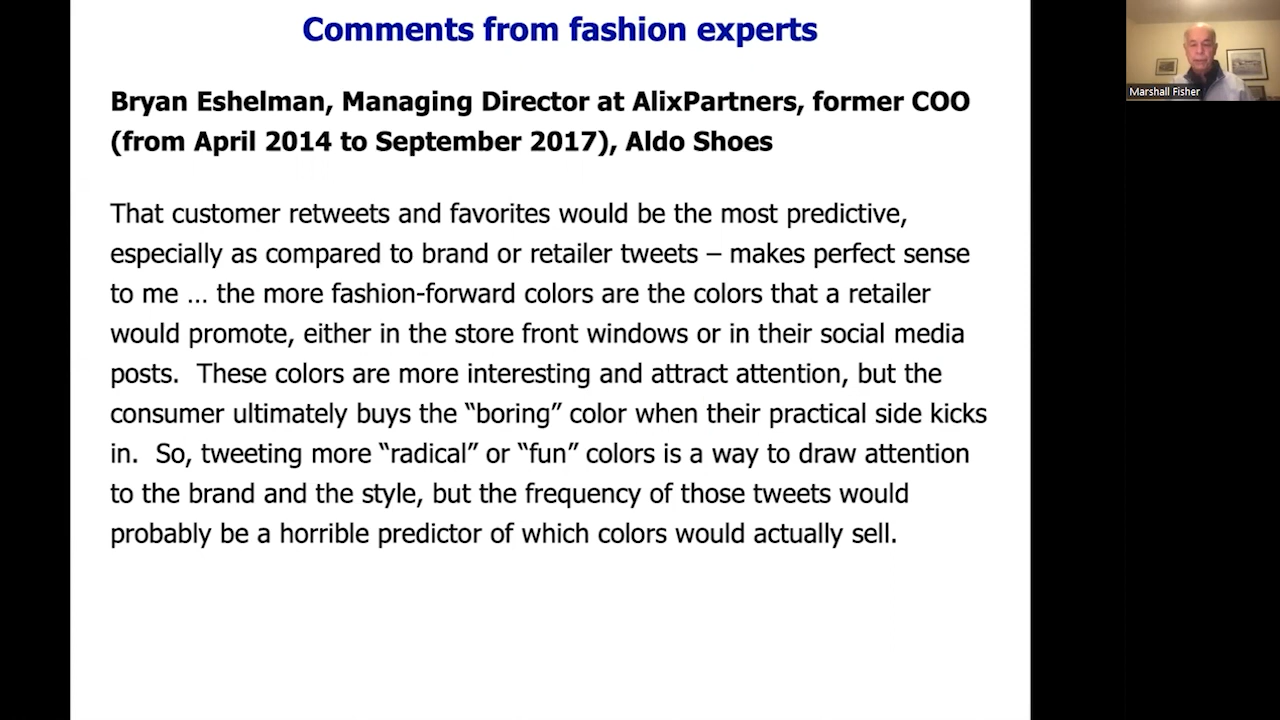 Comments from fashion experts
Bryan Eshelman, Managing Director at AlixPartners, former COO
(from April 2014 to September 2017), Aldo Shoes
That customer retweets and favorites would be the most predictive,
especially as compared to brand or retailer tweets – makes perfect sense
to me … the more fashion-forward colors are the colors that a retailer
would promote, either in the store front windows or in their social media
posts.  These colors are more interesting and attract attention, but the
consumer ultimately buys the “boring” color when their practical side kicks
in.  So, tweeting more “radical” or “fun” colors is a way to draw attention
to the brand and the style, but the frequency of those tweets would
probably be a horrible predictor of which colors would actually sell.
Marshall Fisher